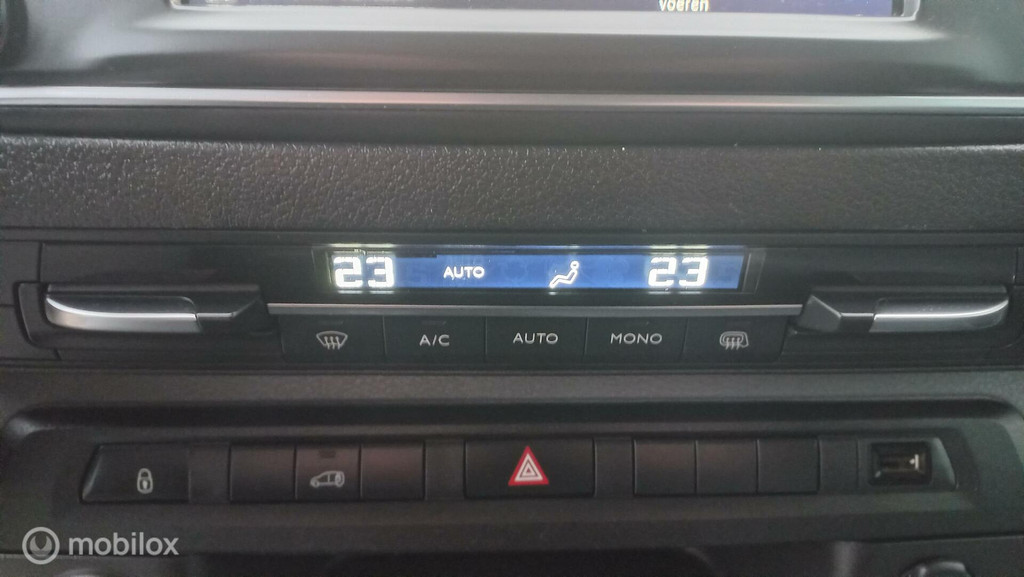 voeren
23 AUTO 23
A/C AUTO MONO
mobilox